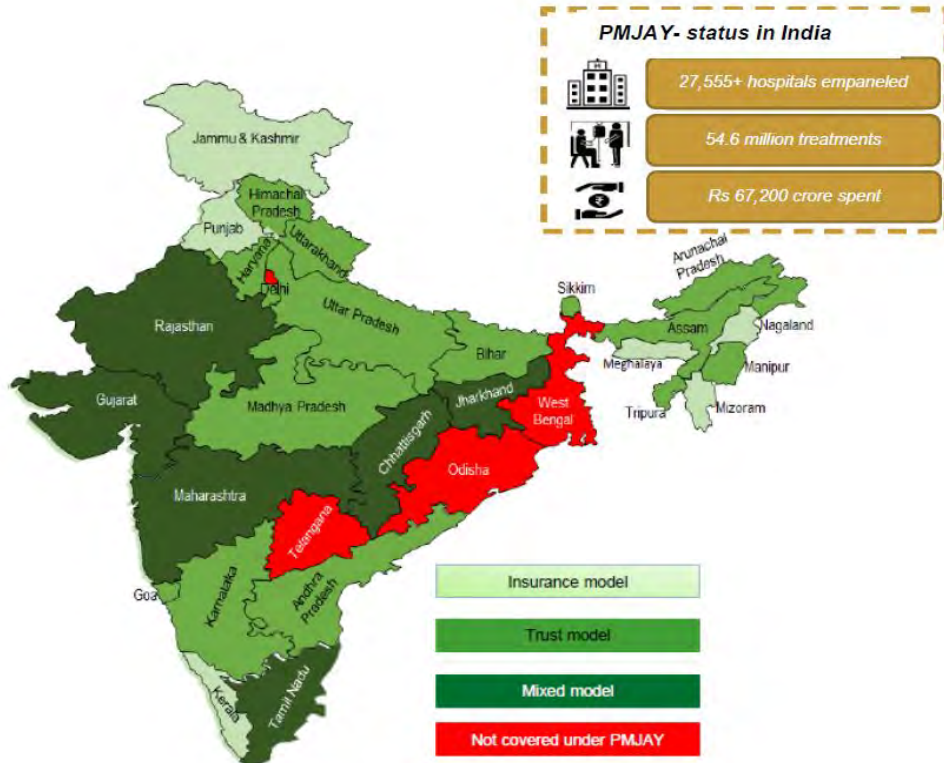 PMJAY- status in India
27,555+ hospitals empaneled
54.6 million treatments
Rs 67,200 crore spent
H
₹
Jammu & Kashmir
Himachal
Pradesh
Punjab
Uttarakhand
Haryana
Delhi
Arunachal
Pradesh
Sikkim
Rajasthan
Uttar Pradesh
Assam
Nagaland
Bihar
Meghalaya
Manipur
Gujarat
Madhya Pradesh
Jharkhand
West
Bengal
Tripura
Mizoram
Chhattisgarh
Odisha
Maharashtra
Telangana
Goa
Karnataka
Andhra
Pradesh
Kerala
Tamil Nadu
Insurance model
Trust model
Mixed model
Not covered under PMJAY